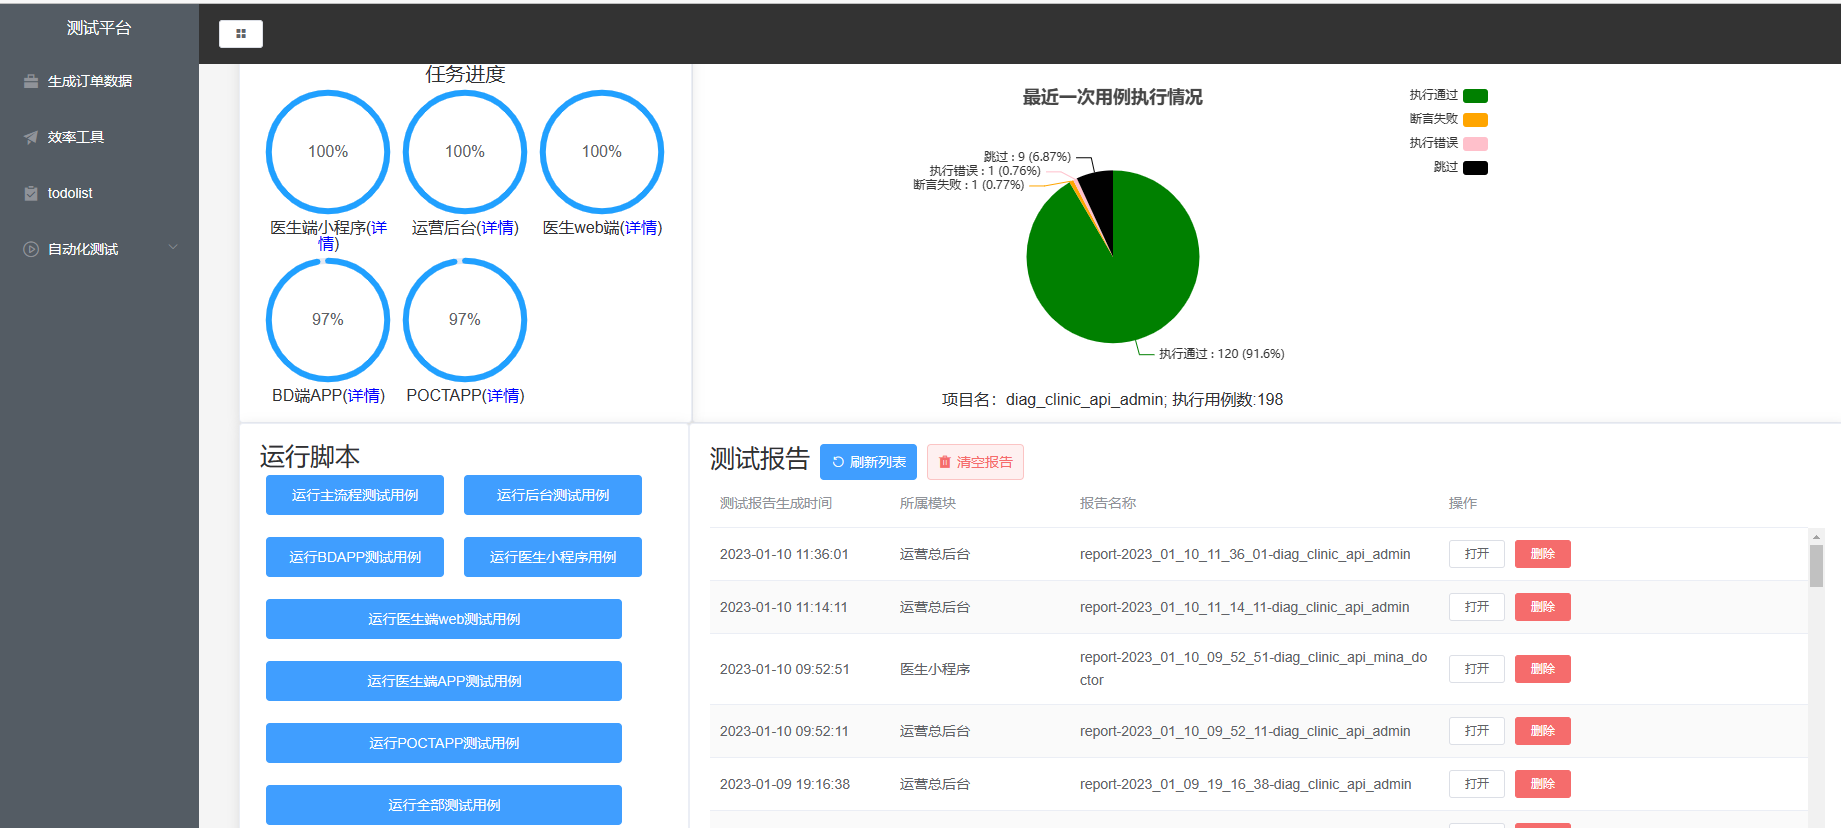 测试平台
生成订单数据
效率工具
todolist
自动化测试
任务进度
100%
100%
100%
医生端小程序(详
情)
运营后台(详情)
医生web端(详情)
97%
97%
BD端APP(详情)
POCTAPP(详情)
最近一次用例执行情况
执行通过
断言失败
执行错误
跳过
跳过 : 9 (6.87%)
执行错误 : 1 (0.76%)
断言失败 : 1 (0.77%)
执行通过 : 120 (91.6%)
项目名：diag_clinic_api_admin; 执行用例数:198
运行脚本
运行主流程测试用例
运行后台测试用例
运行BDAPP测试用例
运行医生小程序用例
运行医生端web测试用例
运行医生端APP测试用例
运行POCTAPP测试用例
运行全部测试用例
测试报告
刷新列表
清空报告
测试报告生成时间 所属模块 报告名称 操作
2023-01-10 11:36:01 运营总后台 report-2023_01_10_11_36_01-diag_clinic_api_admin 打开 删除
2023-01-10 11:14:11 运营总后台 report-2023_01_10_11_14_11-diag_clinic_api_admin 打开 删除
2023-01-10 09:52:51 医生小程序 report-2023_01_10_09_52_51-diag_clinic_api_mina_do
ctor 打开 删除
2023-01-10 09:52:11 运营总后台 report-2023_01_10_09_52_11-diag_clinic_api_admin 打开 删除
2023-01-09 19:16:38 运营总后台 report-2023_01_09_19_16_38-diag_clinic_api_admin 打开 删除